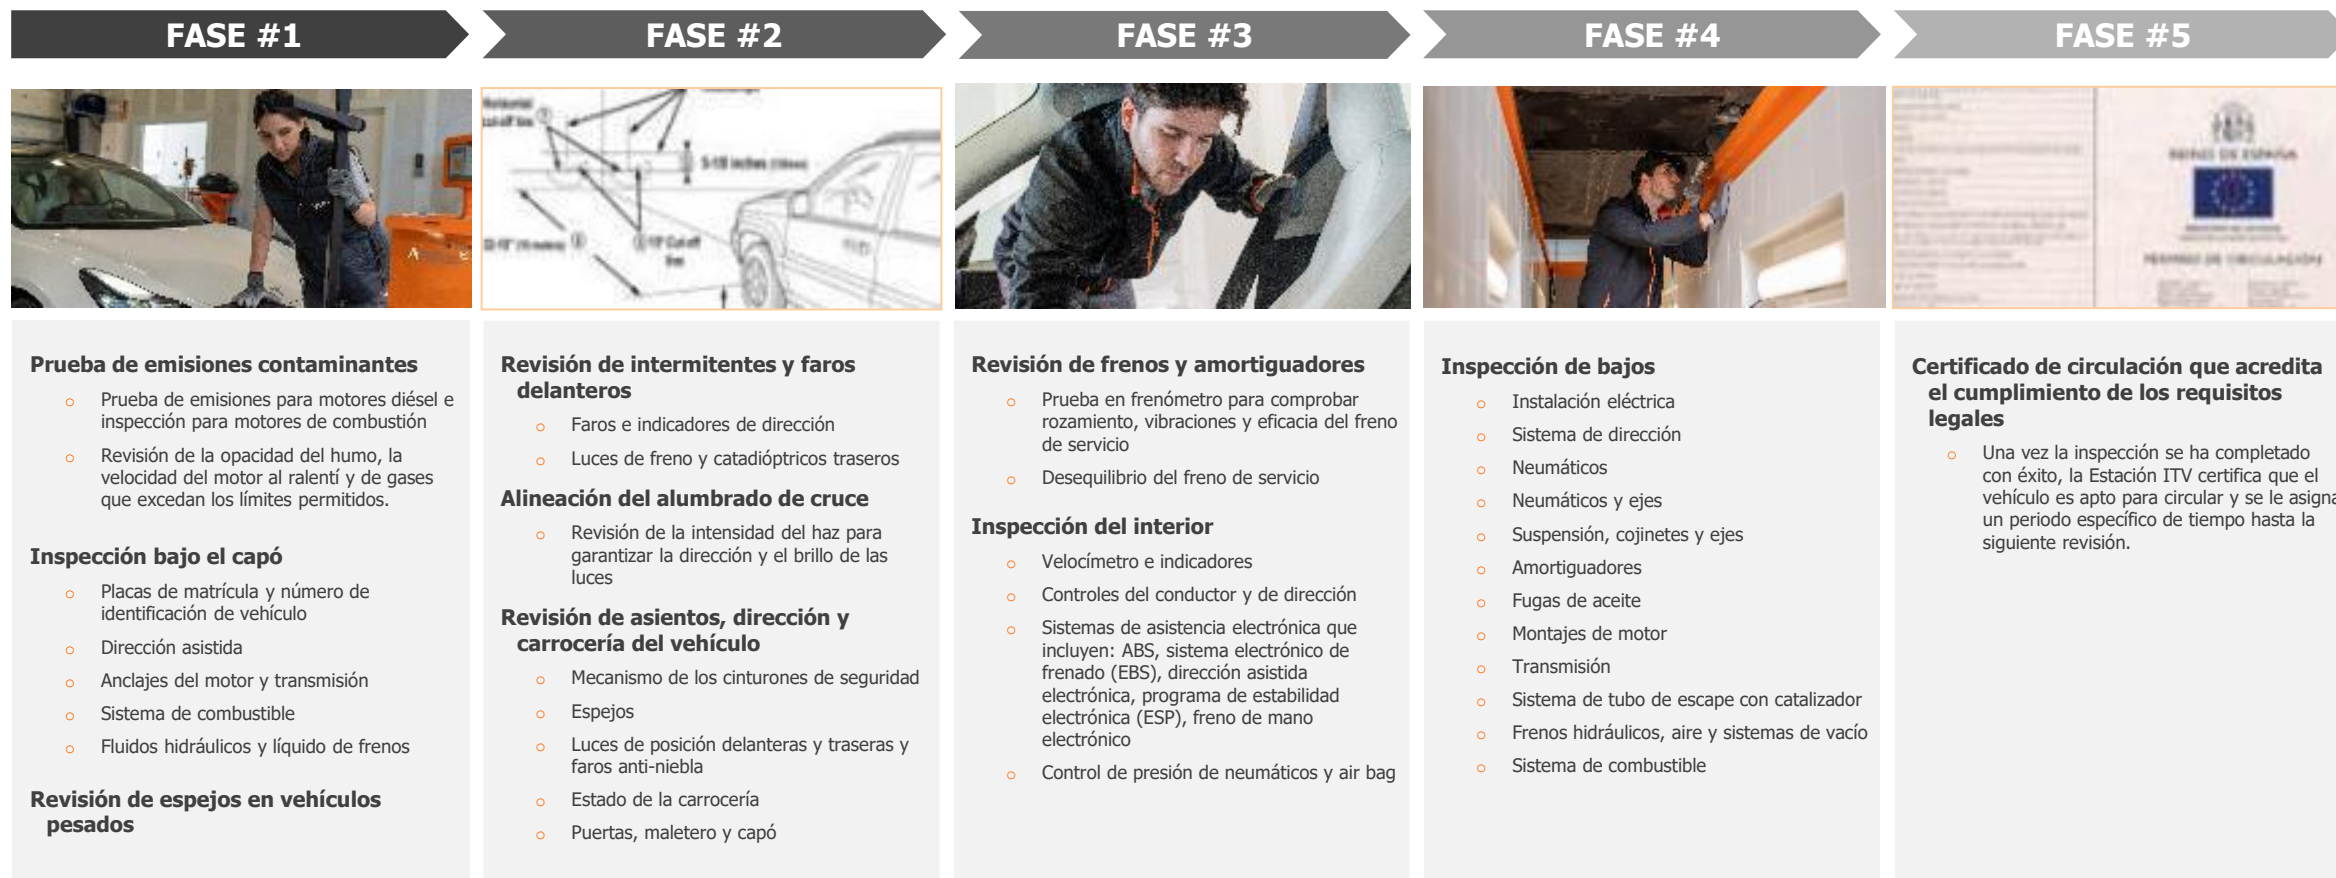 FASE #1
FASE #2
FASE #3
FASE #4
FASE #5
Prueba de emisiones contaminantes
Prueba de emisiones para motores diésel e
inspección para motores de combustión
Revisión de la opacidad del humo, la
velocidad del motor al ralentí y de gases
que excedan los límites permitidos.
Inspección bajo el capó
Placas de matrícula y número de
identificación de vehículo
Dirección asistida
Anclajes del motor y transmisión
Sistema de combustible
Fluidos hidráulicos y líquido de frenos
Revisión de espejos en vehículos
pesados
5-1/8 inches
Revisión de intermitentes y faros
delanteros
Faros e indicadores de dirección
Luces de freno y catadióptricos traseros
Alineación del alumbrado de cruce
Revisión de la intensidad del haz para
garantizar la dirección y el brillo de las
luces
Revisión de asientos, dirección y
carrocería del vehículo
Mecanismo de los cinturones de seguridad
Espejos
Luces de posición delanteras y traseras y
faros anti-niebla
Estado de la carrocería
Puertas, maletero y capó
Revisión de frenos y amortiguadores
Prueba en frenómetro para comprobar
rozamiento, vibraciones y eficacia del freno
de servicio
Desequilibrio del freno de servicio
Inspección del interior
Velocímetro e indicadores
Controles del conductor y de dirección
Sistemas de asistencia electrónica que
incluyen: ABS, sistema electrónico de
frenado (EBS), dirección asistida
electrónica, programa de estabilidad
electrónica (ESP), freno de mano
electrónico
Control de presión de neumáticos y air bag
Inspección de bajos
Instalación eléctrica
Sistema de dirección
Neumáticos
Neumáticos y ejes
Suspensión, cojinetes y ejes
Amortiguadores
Fugas de aceite
Montajes de motor
Transmisión
Sistema de tubo de escape con catalizador
Frenos hidráulicos, aire y sistemas de vacío
Sistema de combustible
REINO DE ESPAÑA
PERMISO DE CIRCULACIÓN
Certificado de circulación que acredita
el cumplimiento de los requisitos
legales
Una vez la inspección se ha completado
con éxito, la Estación ITV certifica que el
vehículo es apto para circular y se le asigna
un periodo específico de tiempo hasta la
siguiente revisión.